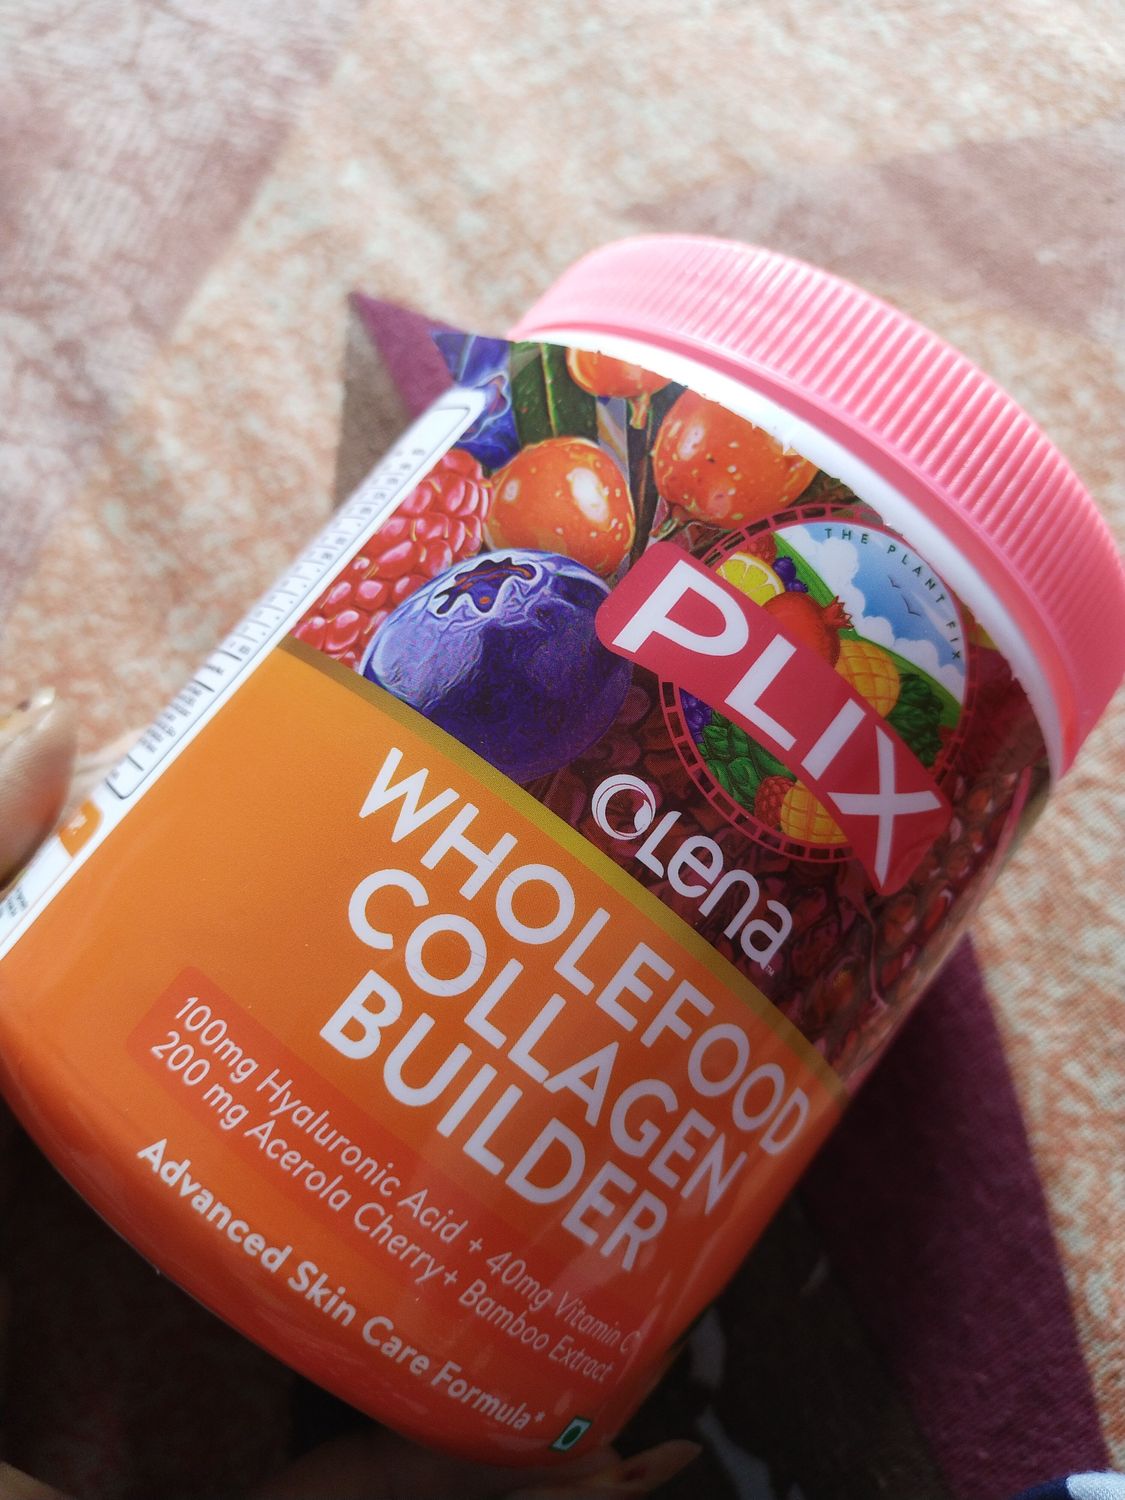 THE PLANT FIX
PLIX
OLena
™
WHOLEFOOD
COLLAGEN
BUILDER
100mg Hyaluronic Acid + 40mg Vitamin C
200 mg Acerola Cherry+ Bamboo Extract
Advanced Skin Care Formula*